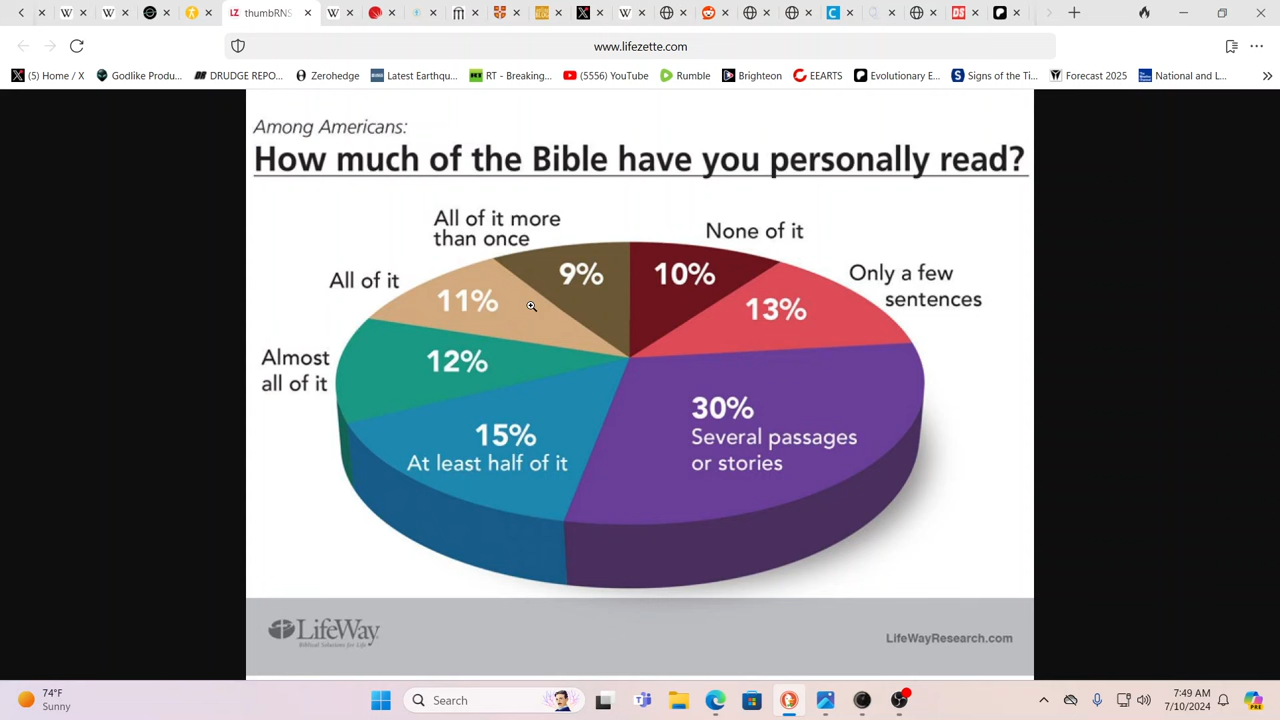 thumbRNS
www.lifezette.com
(5) Home / X
Godlike Produ...
DRUDGE REPO...
Zerohedge
Latest Earthqu...
RT - Breaking...
(5556) YouTube
Rumble
Brighteon
EEARTS
Evolutionary E...
Signs of the Ti...
Forecast 2025
National and L...
Among Americans:
How much of the Bible have you personally read?
All of it more
than once
None of it
All of it
Only a few
sentences
9%
10%
11%
13%
Almost
all of it
12%
30%
Several passages
or stories
15%
At least half of it
LifeWay
Biblical Solutions for Life
LifeWayResearch.com
74°F
Sunny
Search
7:49 AM
7/10/2024